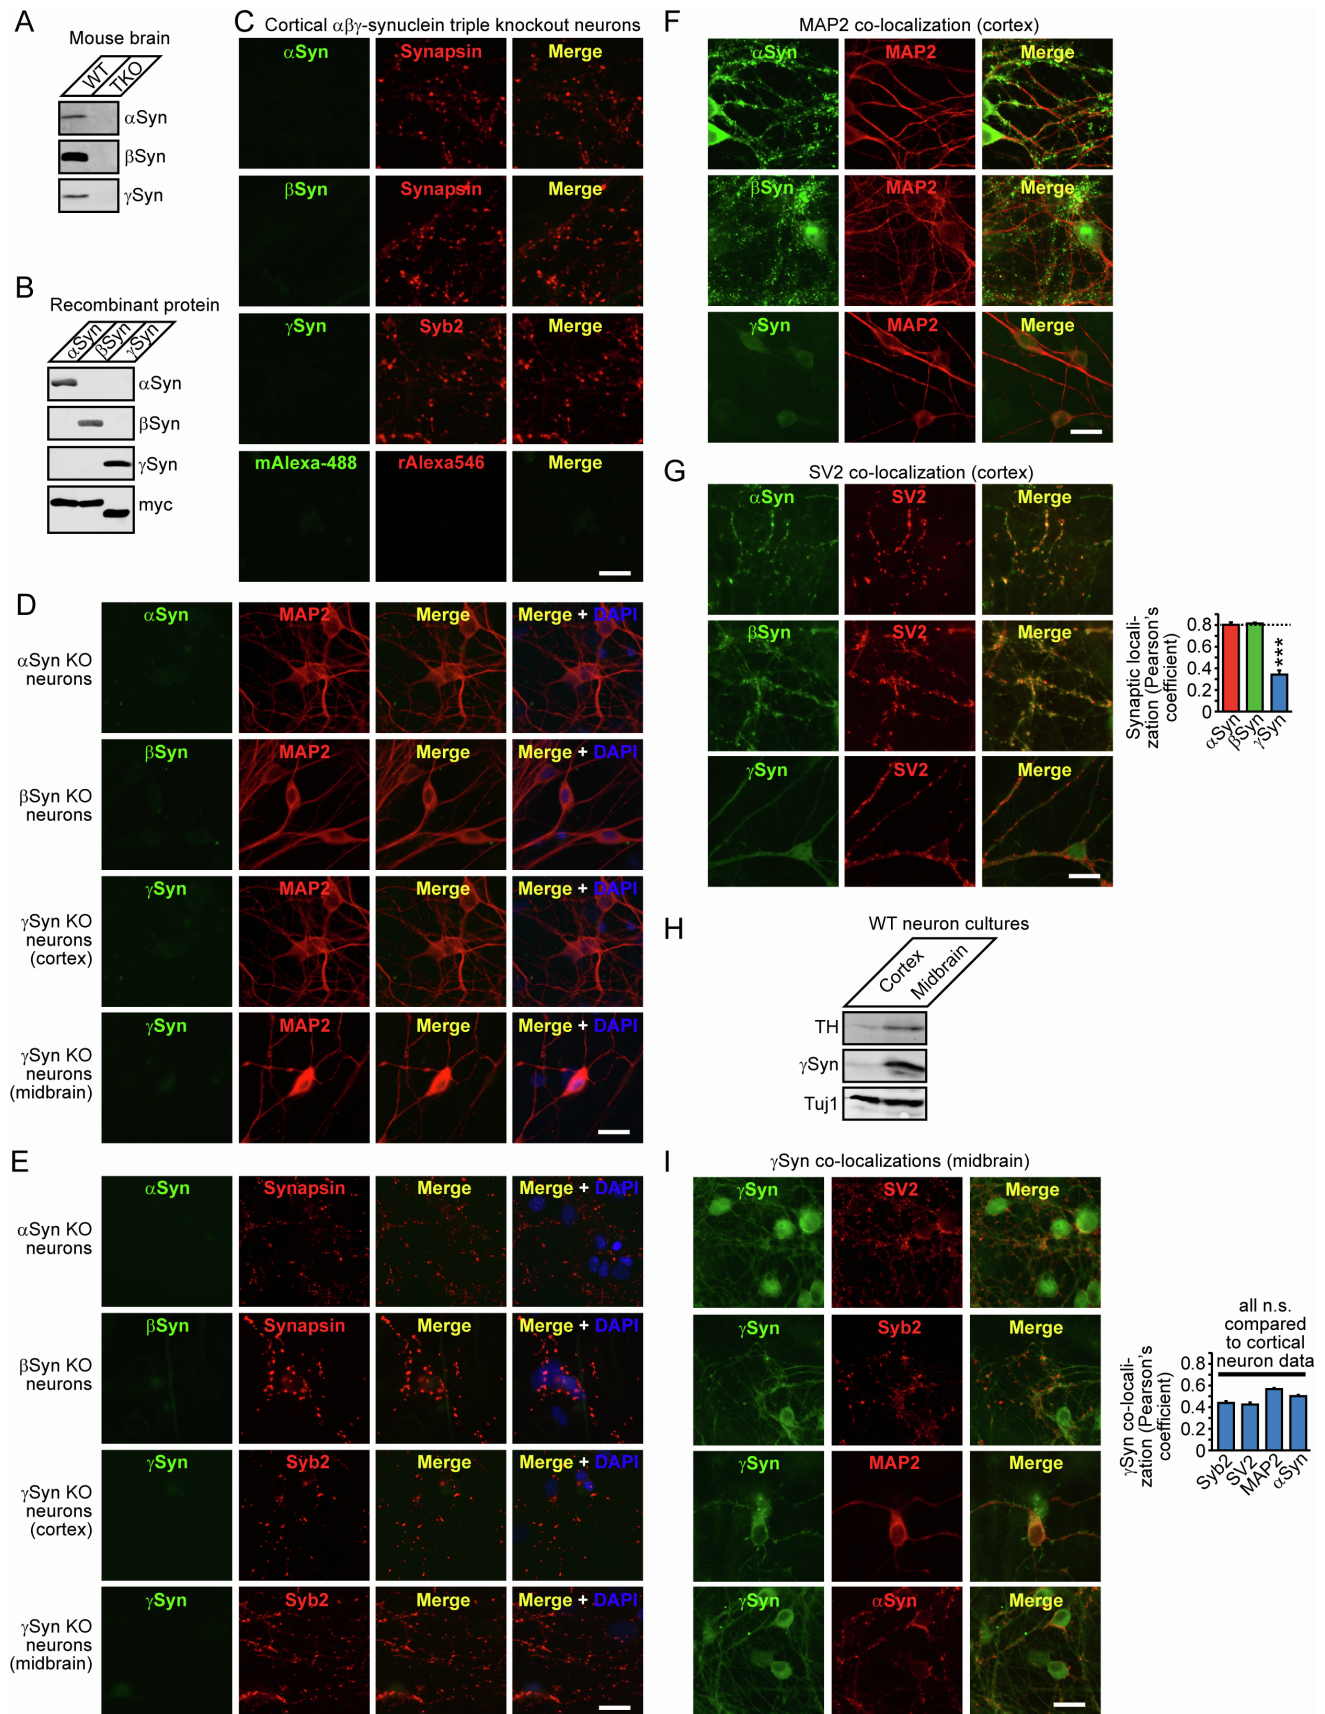 A
Mouse brain
WT
TKO
αSyn
βSyn
γSyn
B
Recombinant protein
αSyn
βSyn
γSyn
αSyn
βSyn
γSyn
myc
C
Cortical αβγ-synuclein triple knockout neurons
αSyn Synapsin Merge
βSyn Synapsin Merge
γSyn Syb2 Merge
mAlexa-488 rAlexa546 Merge
D
αSyn KO
neurons
αSyn MAP2 Merge Merge + DAPI
βSyn KO
neurons
βSyn MAP2 Merge Merge + DAPI
γSyn KO
neurons
(cortex)
γSyn MAP2 Merge Merge + DAPI
γSyn KO
neurons
(midbrain)
γSyn MAP2 Merge Merge + DAPI
E
αSyn KO
neurons
αSyn Synapsin Merge Merge + DAPI
βSyn KO
neurons
βSyn Synapsin Merge Merge + DAPI
γSyn KO
neurons
(cortex)
γSyn Syb2 Merge Merge + DAPI
γSyn KO
neurons
(midbrain)
γSyn Syb2 Merge Merge + DAPI
F
MAP2 co-localization (cortex)
αSyn MAP2 Merge
βSyn MAP2 Merge
γSyn MAP2 Merge
G
SV2 co-localization (cortex)
αSyn SV2 Merge
βSyn SV2 Merge
γSyn SV2 Merge
Synaptic locali-
zation (Pearson's
coefficient)
0.8
0.6
0.4
0.2
0
***
αSyn
βSyn
γSyn
H
WT neuron cultures
Cortex
Midbrain
TH
γSyn
Tuj1
I
γSyn co-localizations (midbrain)
γSyn SV2 Merge
γSyn Syb2 Merge
γSyn MAP2 Merge
γSyn αSyn Merge
all n.s.
compared
to cortical
neuron data
γSyn co-locali-
zation (Pearson's
coefficient)
0.8
0.6
0.4
0.2
0
Syb2
SV2
MAP2
αSyn